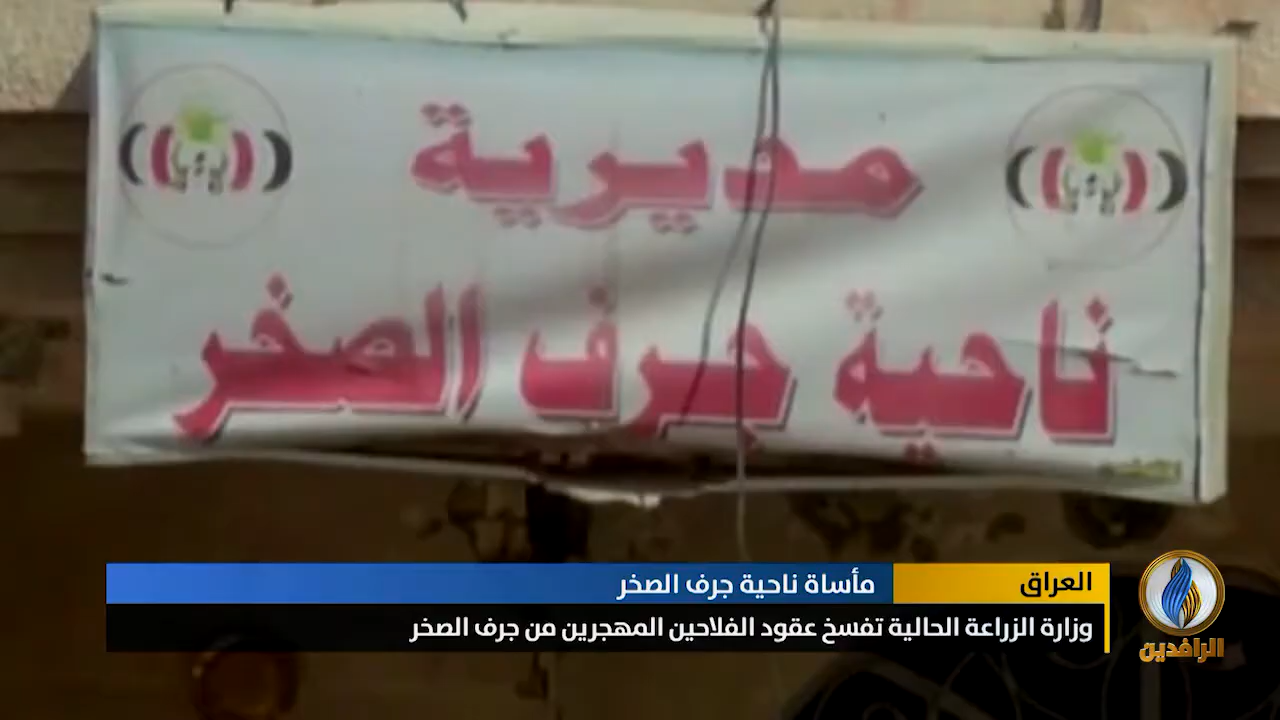 مديرية
ناحية جرف الصخر
العراق
مأساة ناحية جرف الصخر
وزارة الزراعة الحالية تفسخ عقود الفلاحين المهجرين من جرف الصخر
الرافدين